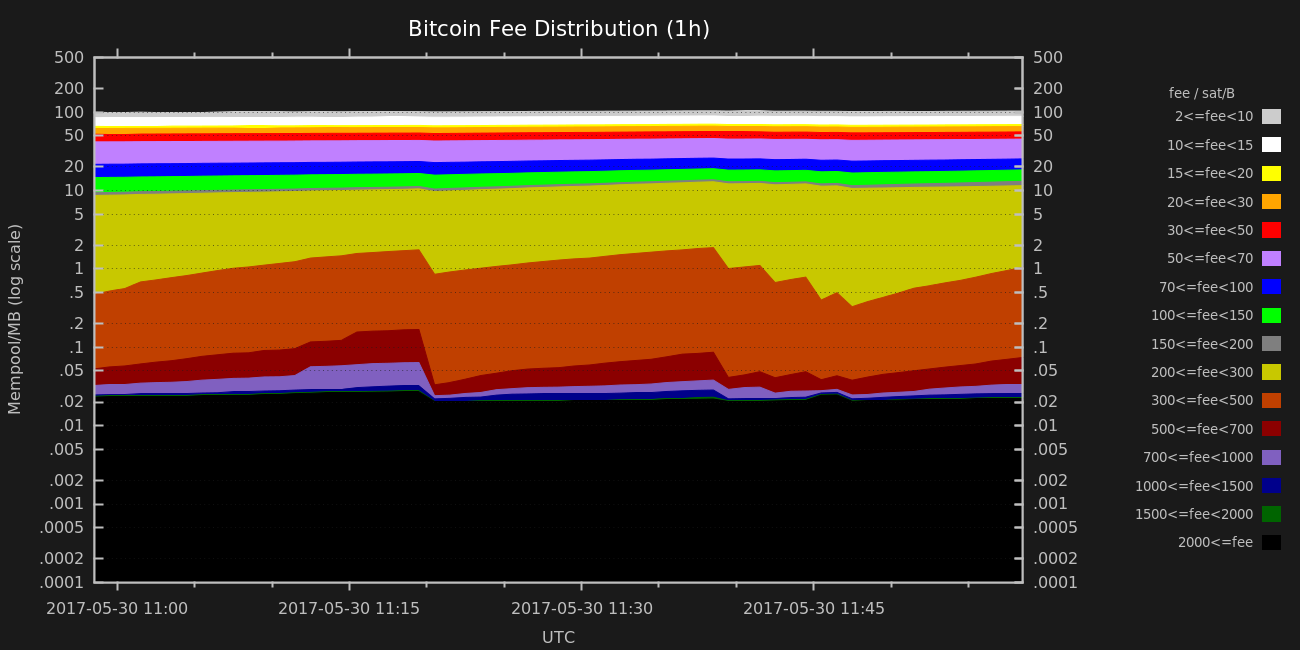 Bitcoin Fee Distribution (1h)
Mempool/MB (log scale)
500
200
100
50
20
10
5
2
1
.5
.2
.1
.05
.02
.01
.005
.002
.001
.0005
.0002
.0001
500
200
100
50
20
10
5
2
1
.5
.2
.1
.05
.02
.01
.005
.002
.001
.0005
.0002
.0001
2017-05-30 11:00
2017-05-30 11:15
2017-05-30 11:30
2017-05-30 11:45
UTC
fee / sat/B
2<=fee<10
10<=fee<15
15<=fee<20
20<=fee<30
30<=fee<50
50<=fee<70
70<=fee<100
100<=fee<150
150<=fee<200
200<=fee<300
300<=fee<500
500<=fee<700
700<=fee<1000
1000<=fee<1500
1500<=fee<2000
2000<=fee